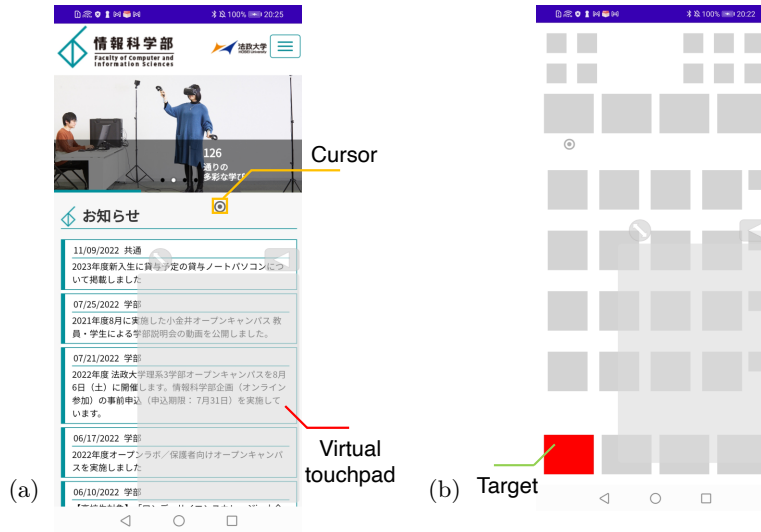 100% 20:25
情報科学部
Faculty of Computer and
Information Sciences
法政大学
HOSEI University
126
通りの
多彩な学び
お知らせ
11/09/2022 共通
2023年度新入生に貸与予定の貸与ノートパソコンにつ
いて掲載しました
07/25/2022 学部
2021年度8月に実施した小金井オープンキャンパス 教
員・学生による学部説明会の動画を公開しました。
07/21/2022 学部
2022年度 法政大学理系3学部オープンキャンパスを8月
6日（土）に開催します。情報科学部企画（オンライン
参加）の事前申込（申込期限： 7月31日）を実施して
います。
06/17/2022 学部
2022年度オープンラボ／保護者向けオープンキャンパ
スを実施しました
06/10/2022 学部
Cursor
Virtual
touchpad
(a)
100% 20:22
Target
(b)